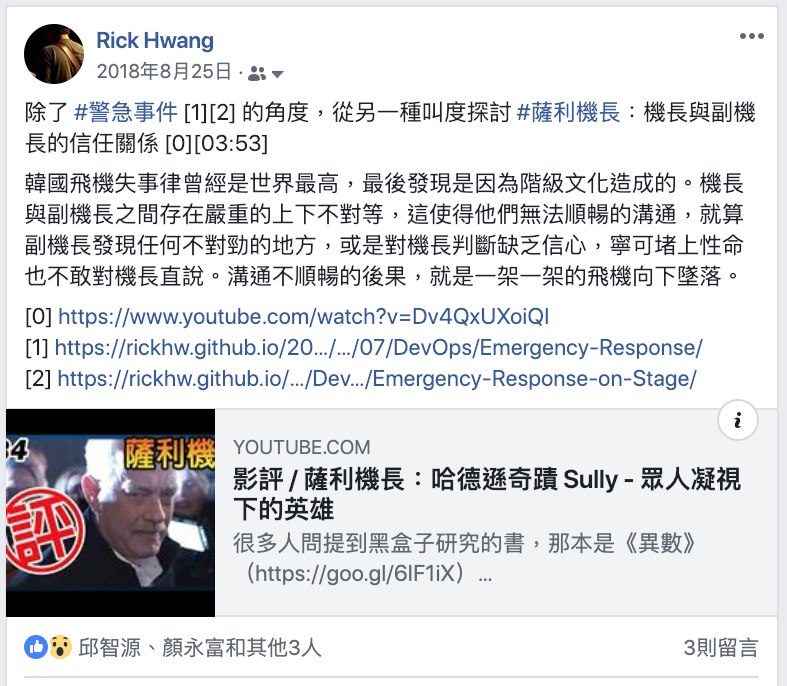 Rick Hwang
2018年8月25日 ·
除了 #警急事件 [1][2] 的角度，從另一種叫度探討 #薩利機長：機長與副機
長的信任關係 [0][03:53]
韓國飛機失事律曾經是世界最高，最後發現是因為階級文化造成的。機長
與副機長之間存在嚴重的上下不對等，這使得他們無法順暢的溝通，就算
副機長發現任何不對勁的地方，或是對機長判斷缺乏信心，寧可堵上性命
也不敢對機長直說。溝通不順暢的後果，就是一架一架的飛機向下墜落。
[0] https://www.youtube.com/watch?v=Dv4QxUXoiQI
[1] https://rickhw.github.io/20.../.../07/DevOps/Emergency-Response/
[2] https://rickhw.github.io/.../Dev.../Emergency-Response-on-Stage/
4
薩利機
評
i
YOUTUBE.COM
影評 / 薩利機長：哈德遜奇蹟 Sully - 眾人凝視
下的英雄
很多人問提到黑盒子研究的書，那本是《異數》
（https://goo.gl/6lF1iX）...
邱智源、顏永富和其他3人
3則留言